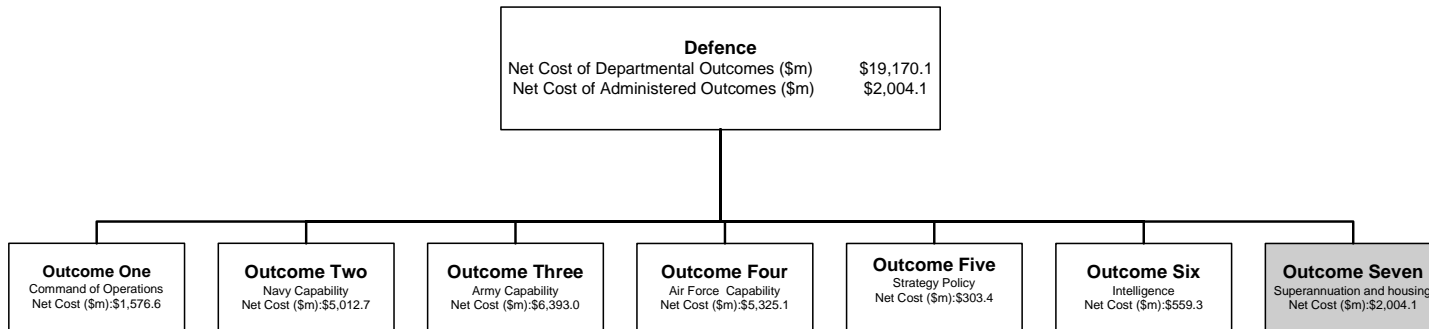 Defence
Net Cost of Departmental Outcomes ($m) $19,170.1
Net Cost of Administered Outcomes ($m) $2,004.1
Outcome One
Command of Operations
Net Cost ($m):$1,576.6
Outcome Two
Navy Capability
Net Cost ($m):$5,012.7
Outcome Three
Army Capability
Net Cost ($m):$6,393.0
Outcome Four
Air Force Capability
Net Cost ($m):$5,325.1
Outcome Five
Strategy Policy
Net Cost ($m):$303.4
Outcome Six
Intelligence
Net Cost ($m):$559.3
Outcome Seven
Superannuation and housing
Net Cost ($m):$2,004.1